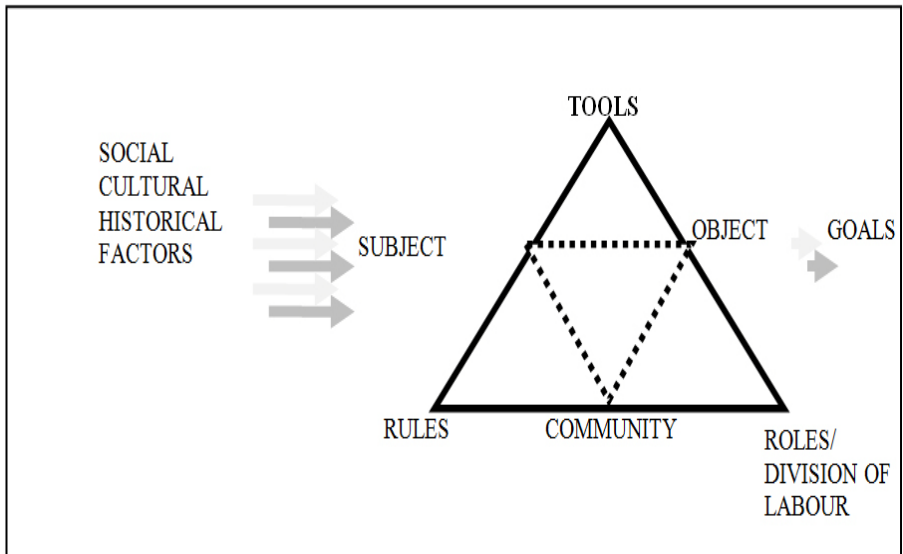 TOOLS
SOCIAL
CULTURAL
HISTORICAL
FACTORS
SUBJECT
OBJECT
GOALS
RULES
COMMUNITY
ROLES/
DIVISION OF
LABOUR